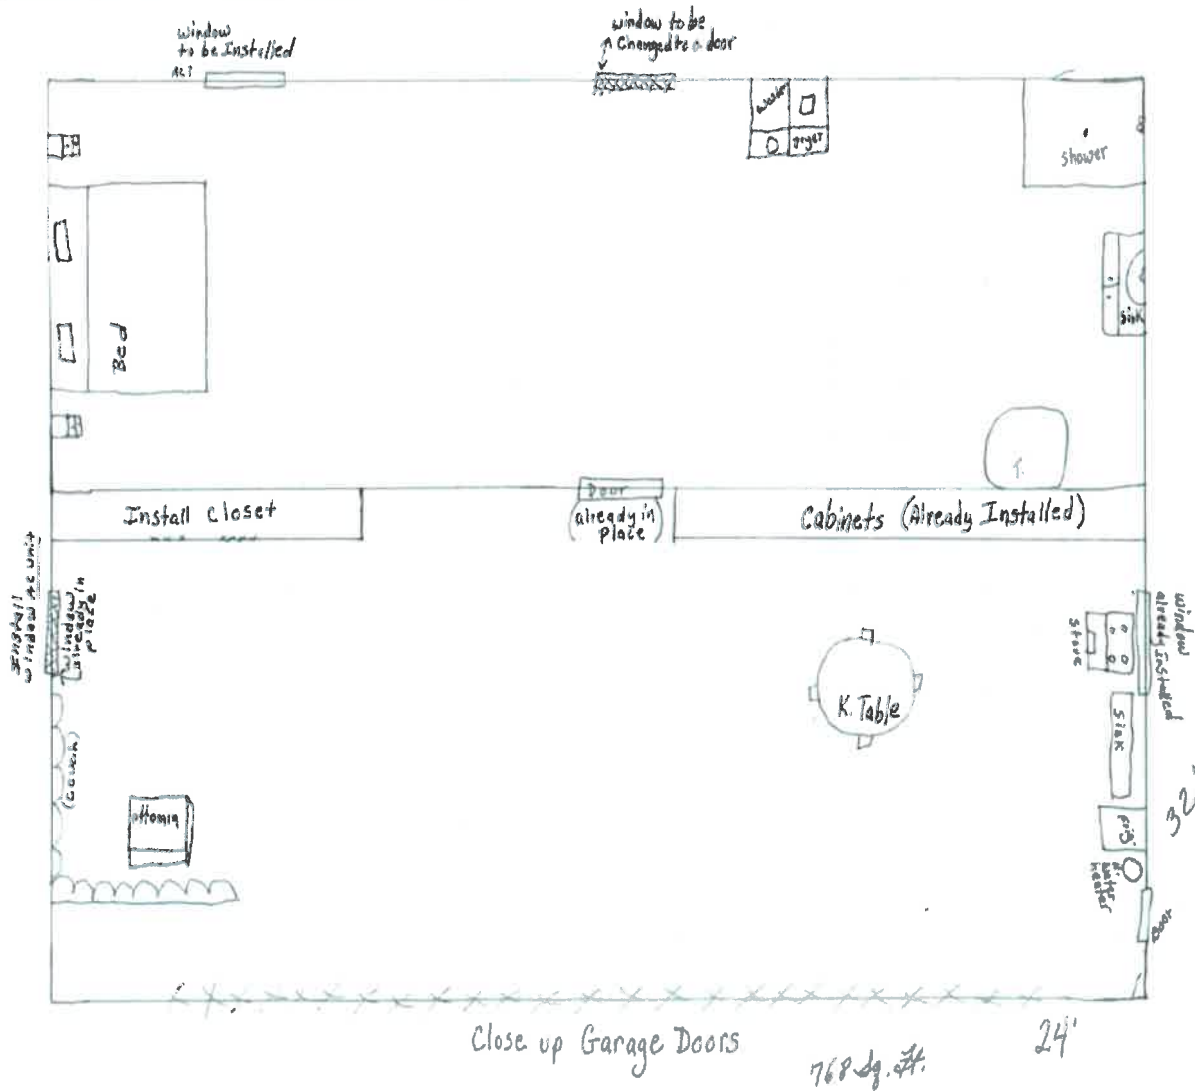 window
to be Installed
window to be
Changed to a door
washer
Dryer
Shower
Sink
Bed
T.
Door
(already in
place)
Install Closet
Cabinets (Already Installed)
Install
Window AC Unit
Window
already in
place
window
already Installed
Stove
Sink
K. Table
(couch)
ottoman
Frig
water
heater
Door
32'
Close up Garage Doors
24'
768 Sq. Ft.